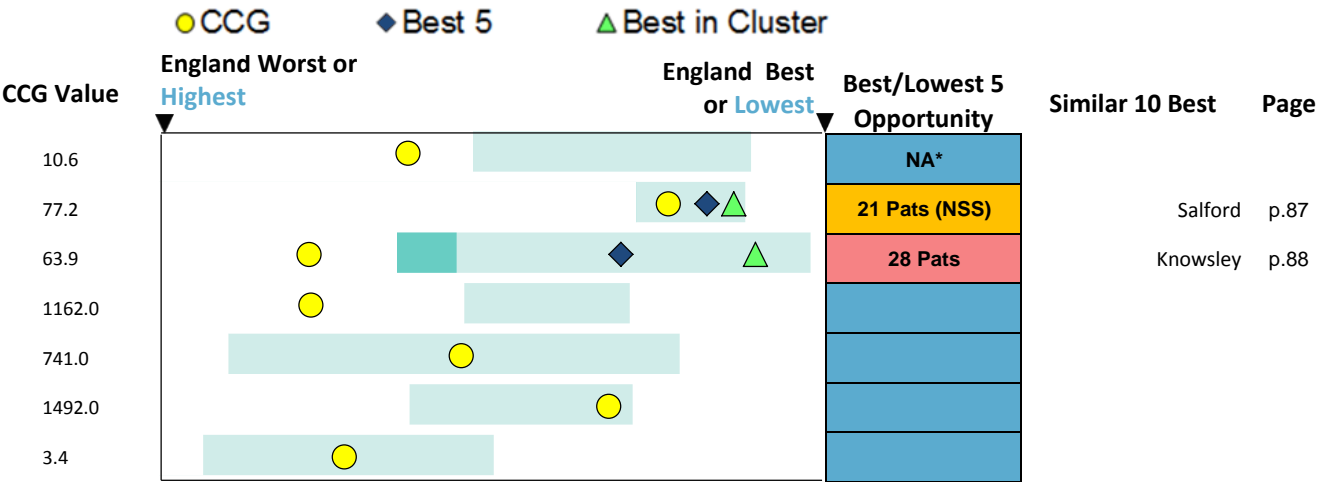 CCG Best 5 Best in Cluster
CCG Value
England Worst or
Highest
England Best
or Lowest
Best/Lowest 5
Opportunity
Similar 10 Best
Page
10.6 NA*
77.2 21 Pats (NSS) Salford p.87
63.9 28 Pats Knowsley p.88
1162.0
741.0
1492.0
3.4